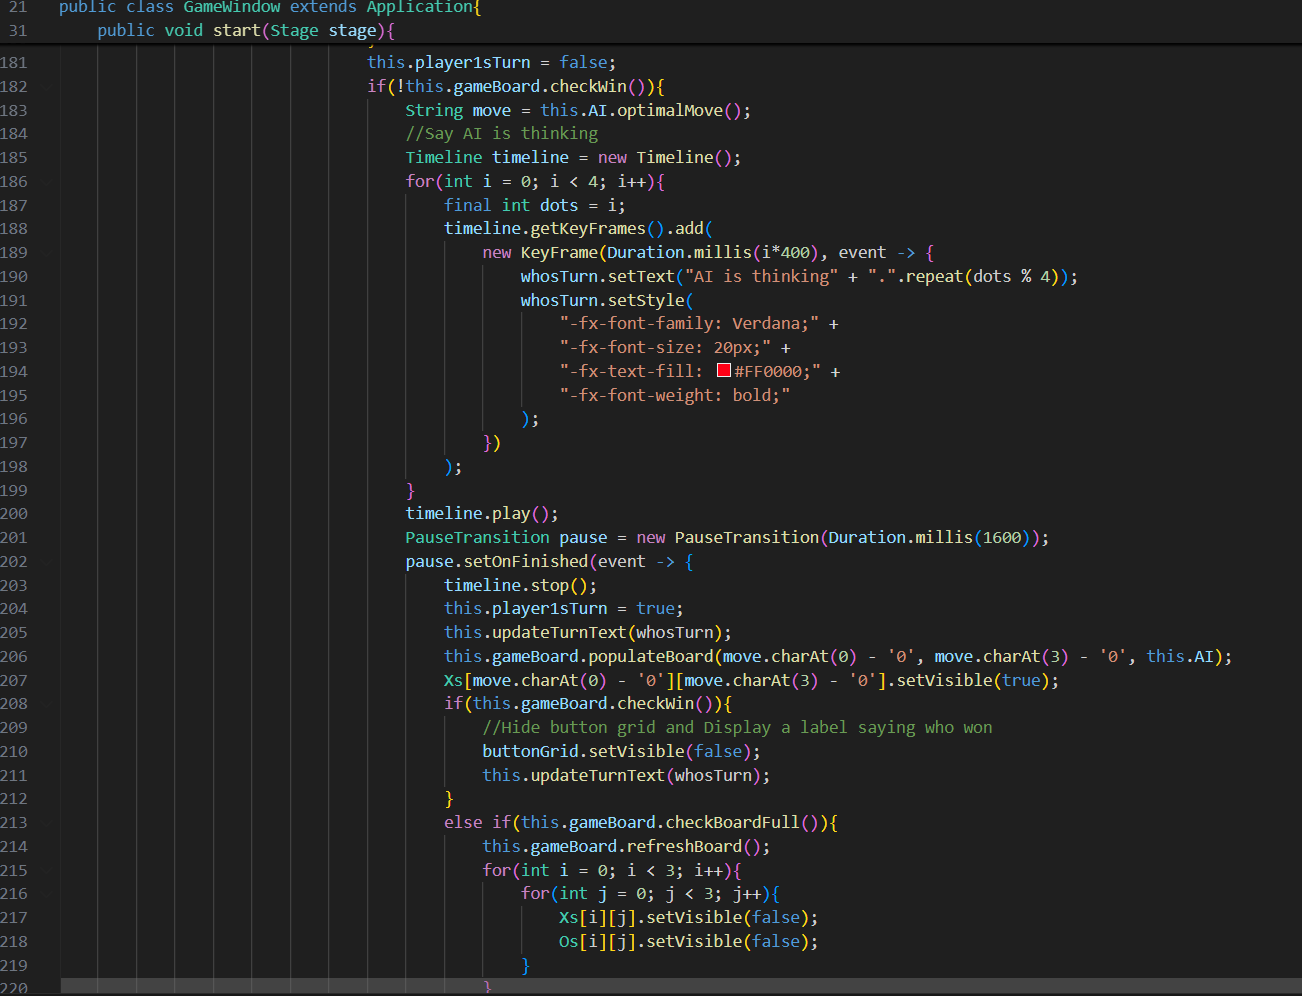 21 public class GameWindow extends Application{
31 public void start(Stage stage){
181 this.player1sTurn = false;
182 if(!this.gameBoard.checkWin()){
183 String move = this.AI.optimalMove();
184 //Say AI is thinking
185 Timeline timeline = new Timeline();
186 for(int i = 0; i < 4; i++){
187 final int dots = i;
188 timeline.getKeyFrames().add(
189 new KeyFrame(Duration.millis(i*400), event -> {
190 whosTurn.setText("AI is thinking" + ".".repeat(dots % 4));
191 whosTurn.setStyle(
192 "-fx-font-family: Verdana;" +
193 "-fx-font-size: 20px;" +
194 "-fx-text-fill: #FF0000;" +
195 "-fx-font-weight: bold;"
196 );
197 })
198 );
199 }
200 timeline.play();
201 PauseTransition pause = new PauseTransition(Duration.millis(1600));
202 pause.setOnFinished(event -> {
203 timeline.stop();
204 this.player1sTurn = true;
205 this.updateTurnText(whosTurn);
206 this.gameBoard.populateBoard(move.charAt(0) - '0', move.charAt(3) - '0', this.AI);
207 Xs[move.charAt(0) - '0'][move.charAt(3) - '0'].setVisible(true);
208 if(this.gameBoard.checkWin()){
209 //Hide button grid and Display a label saying who won
210 buttonGrid.setVisible(false);
211 this.updateTurnText(whosTurn);
212 }
213 else if(this.gameBoard.checkBoardFull()){
214 this.gameBoard.refreshBoard();
215 for(int i = 0; i < 3; i++){
216 for(int j = 0; j < 3; j++){
217 Xs[i][j].setVisible(false);
218 Os[i][j].setVisible(false);
219 }
220 }